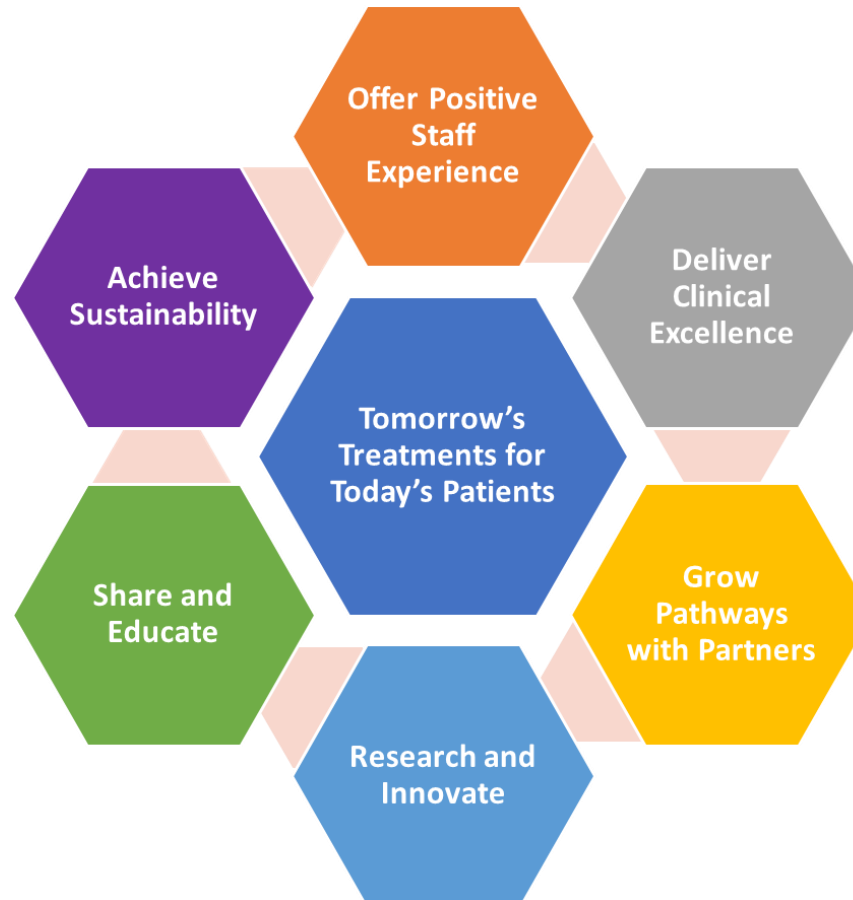 Offer Positive
Staff
Experience
Deliver
Clinical
Excellence
Achieve
Sustainability
Tomorrow’s
Treatments for
Today’s Patients
Grow
Pathways
with Partners
Share and
Educate
Research and
Innovate